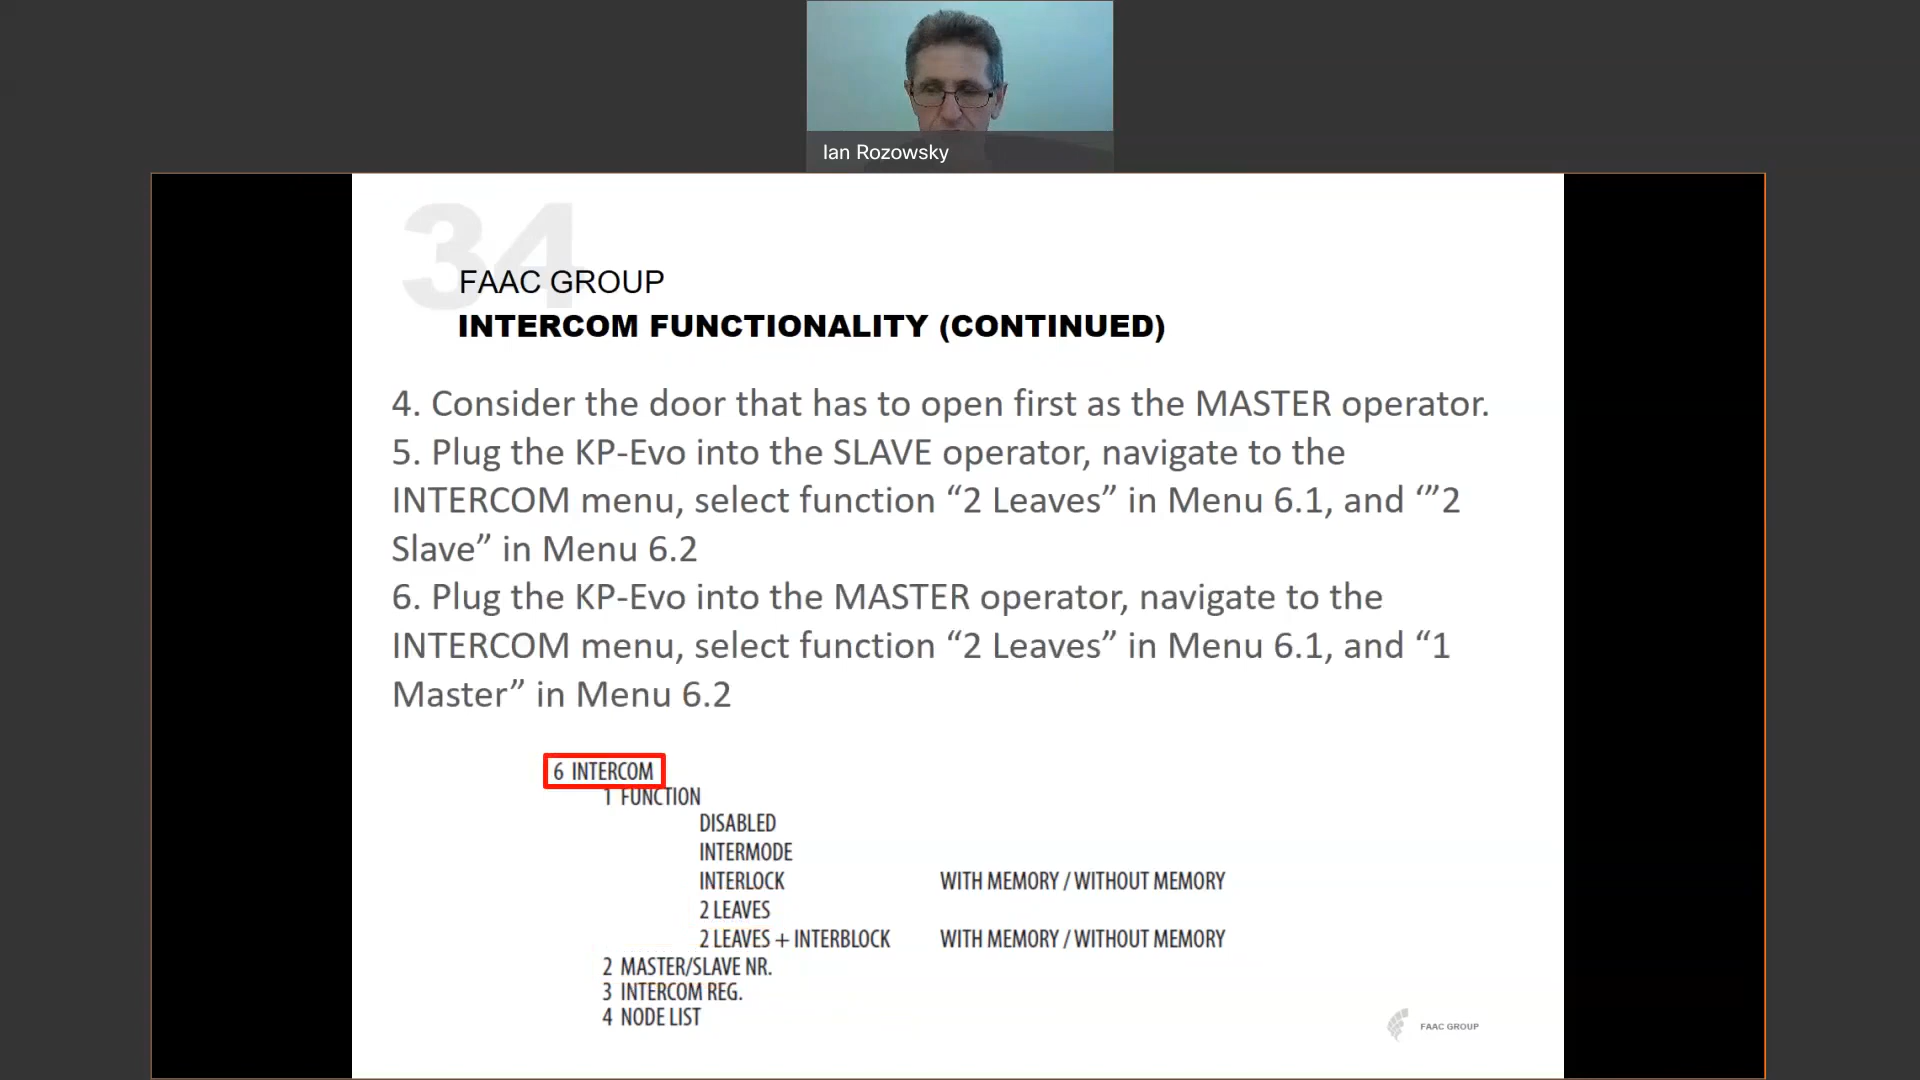 Ian Rozowsky
34
FAAC GROUP
INTERCOM FUNCTIONALITY (CONTINUED)
4. Consider the door that has to open first as the MASTER operator.
5. Plug the KP-Evo into the SLAVE operator, navigate to the
INTERCOM menu, select function “2 Leaves” in Menu 6.1, and ‘”2
Slave” in Menu 6.2
6. Plug the KP-Evo into the MASTER operator, navigate to the
INTERCOM menu, select function “2 Leaves” in Menu 6.1, and “1
Master” in Menu 6.2
6 INTERCOM
1 FUNCTION
DISABLED
INTERMODE
INTERLOCK WITH MEMORY / WITHOUT MEMORY
2 LEAVES
2 LEAVES + INTERBLOCK WITH MEMORY / WITHOUT MEMORY
2 MASTER/SLAVE NR.
3 INTERCOM REG.
4 NODE LIST
FAAC GROUP